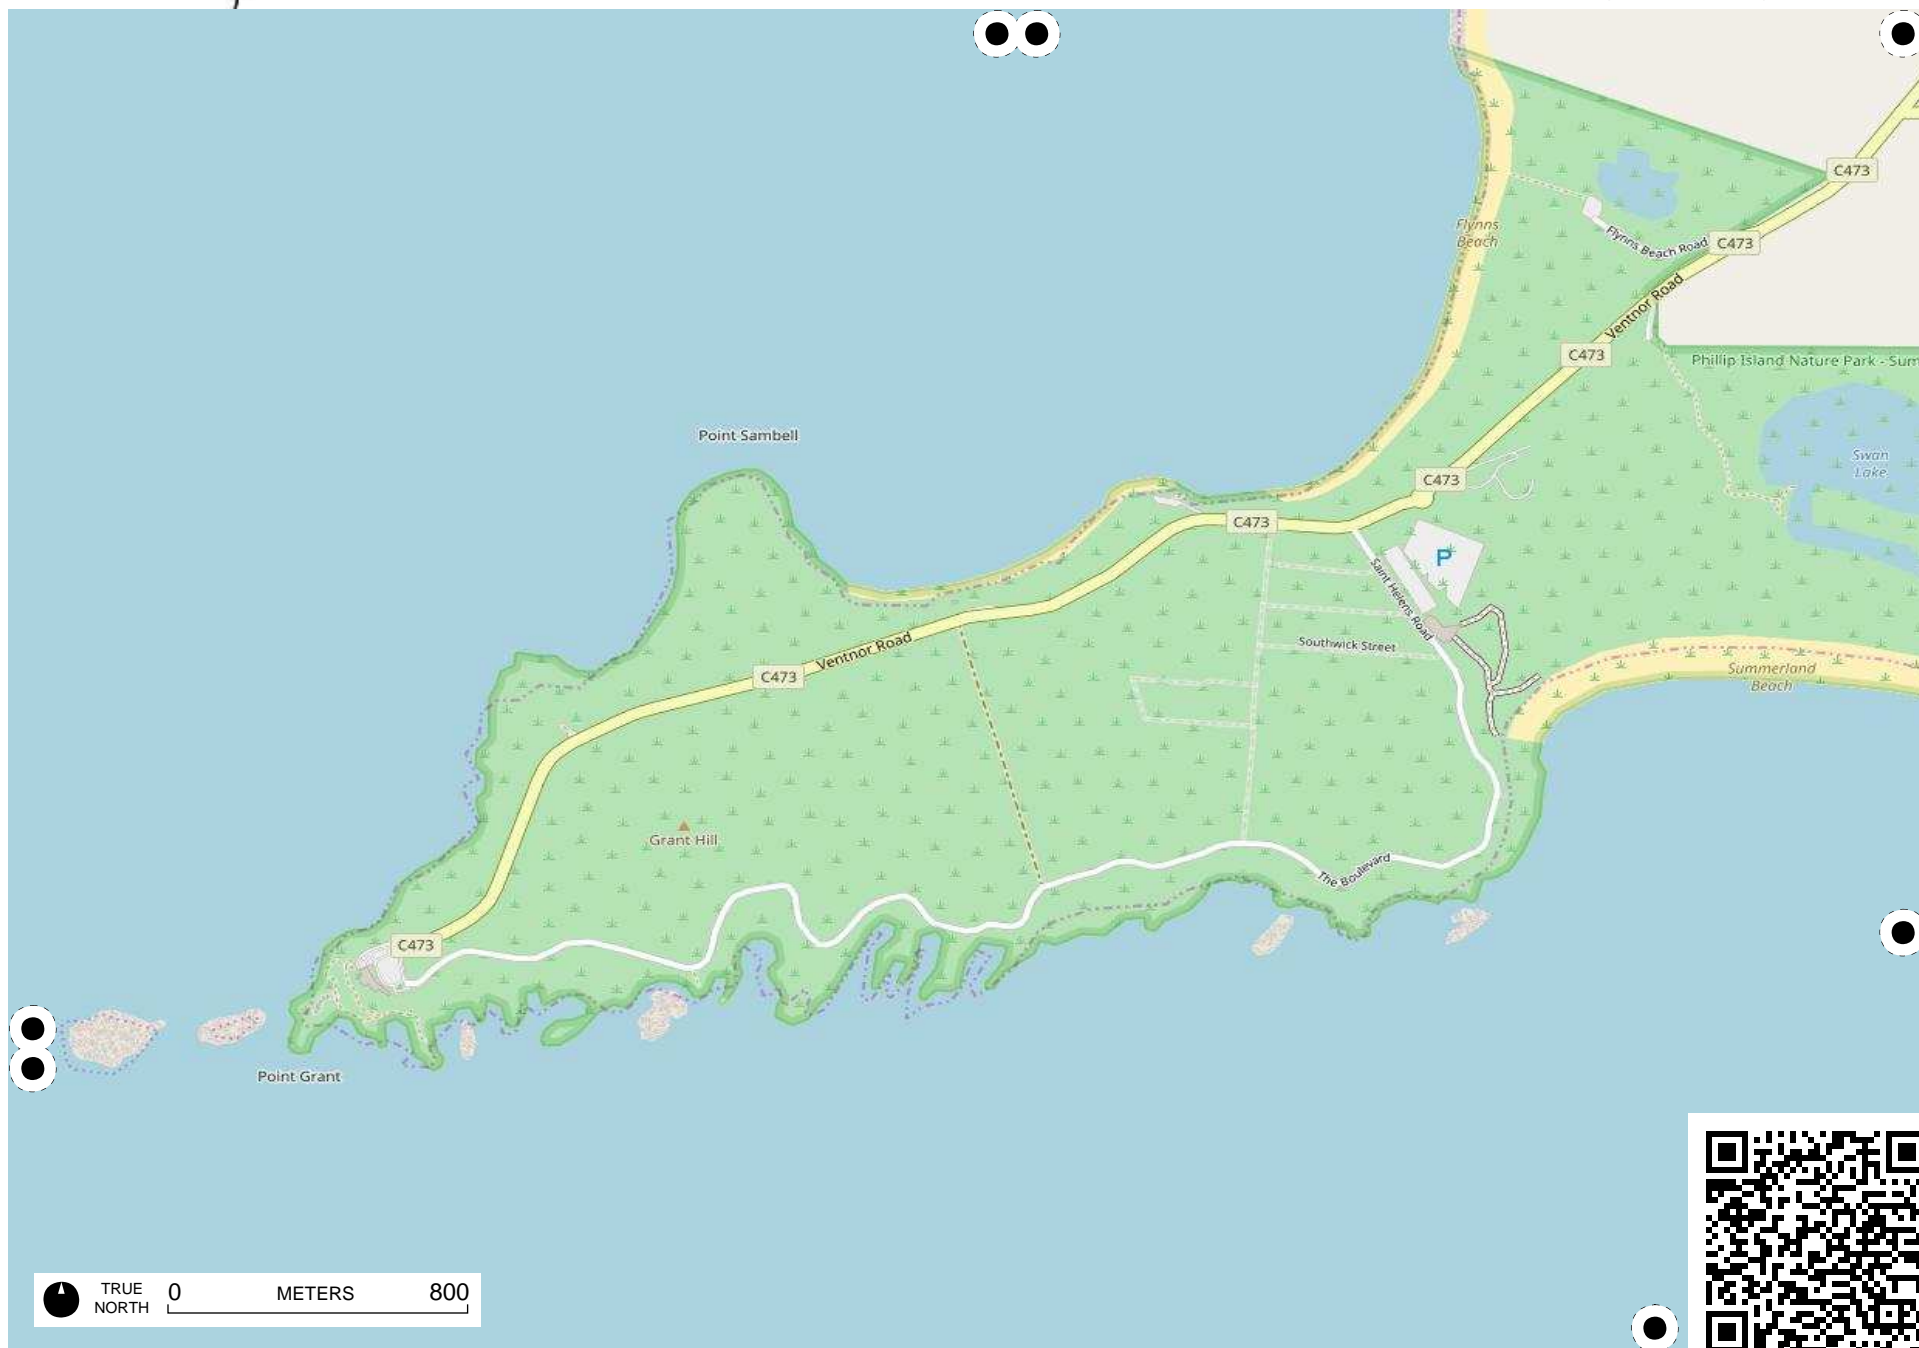 C473
Flynns
Beach
Flynns Beach Road
C473
Ventnor Road
C473
Phillip Island Nature Park - Sum
Point Sambell
Swan
Lake
C473
C473
P
Saint Helens Road
Southwick Street
Ventnor Road
C473
Summerland
Beach
Grant Hill
The Boulevard
C473
Point Grant
TRUE
NORTH
0 METERS 800